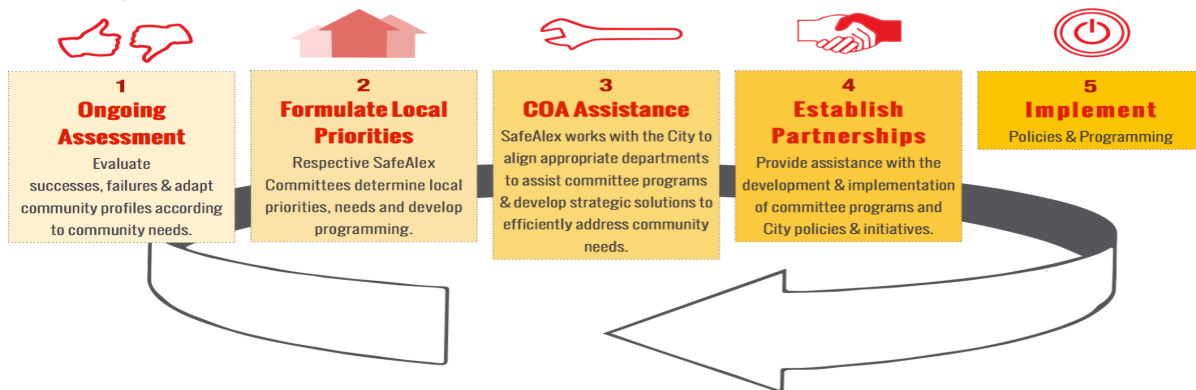 1
Ongoing
Assessment
Evaluate
successes, failures & adapt
community profiles according
to community needs.
2
Formulate Local
Priorities
Respective SafeAlex
Committees determine local
priorities, needs and develop
programming.
3
COA Assistance
SafeAlex works with the City to
align appropriate departments
to assist committee programs
& develop strategic solutions to
efficiently address community
needs.
4
Establish
Partnerships
Provide assistance with the
development & implementation
of committee programs and
City policies & initiatives.
5
Implement
Policies & Programming